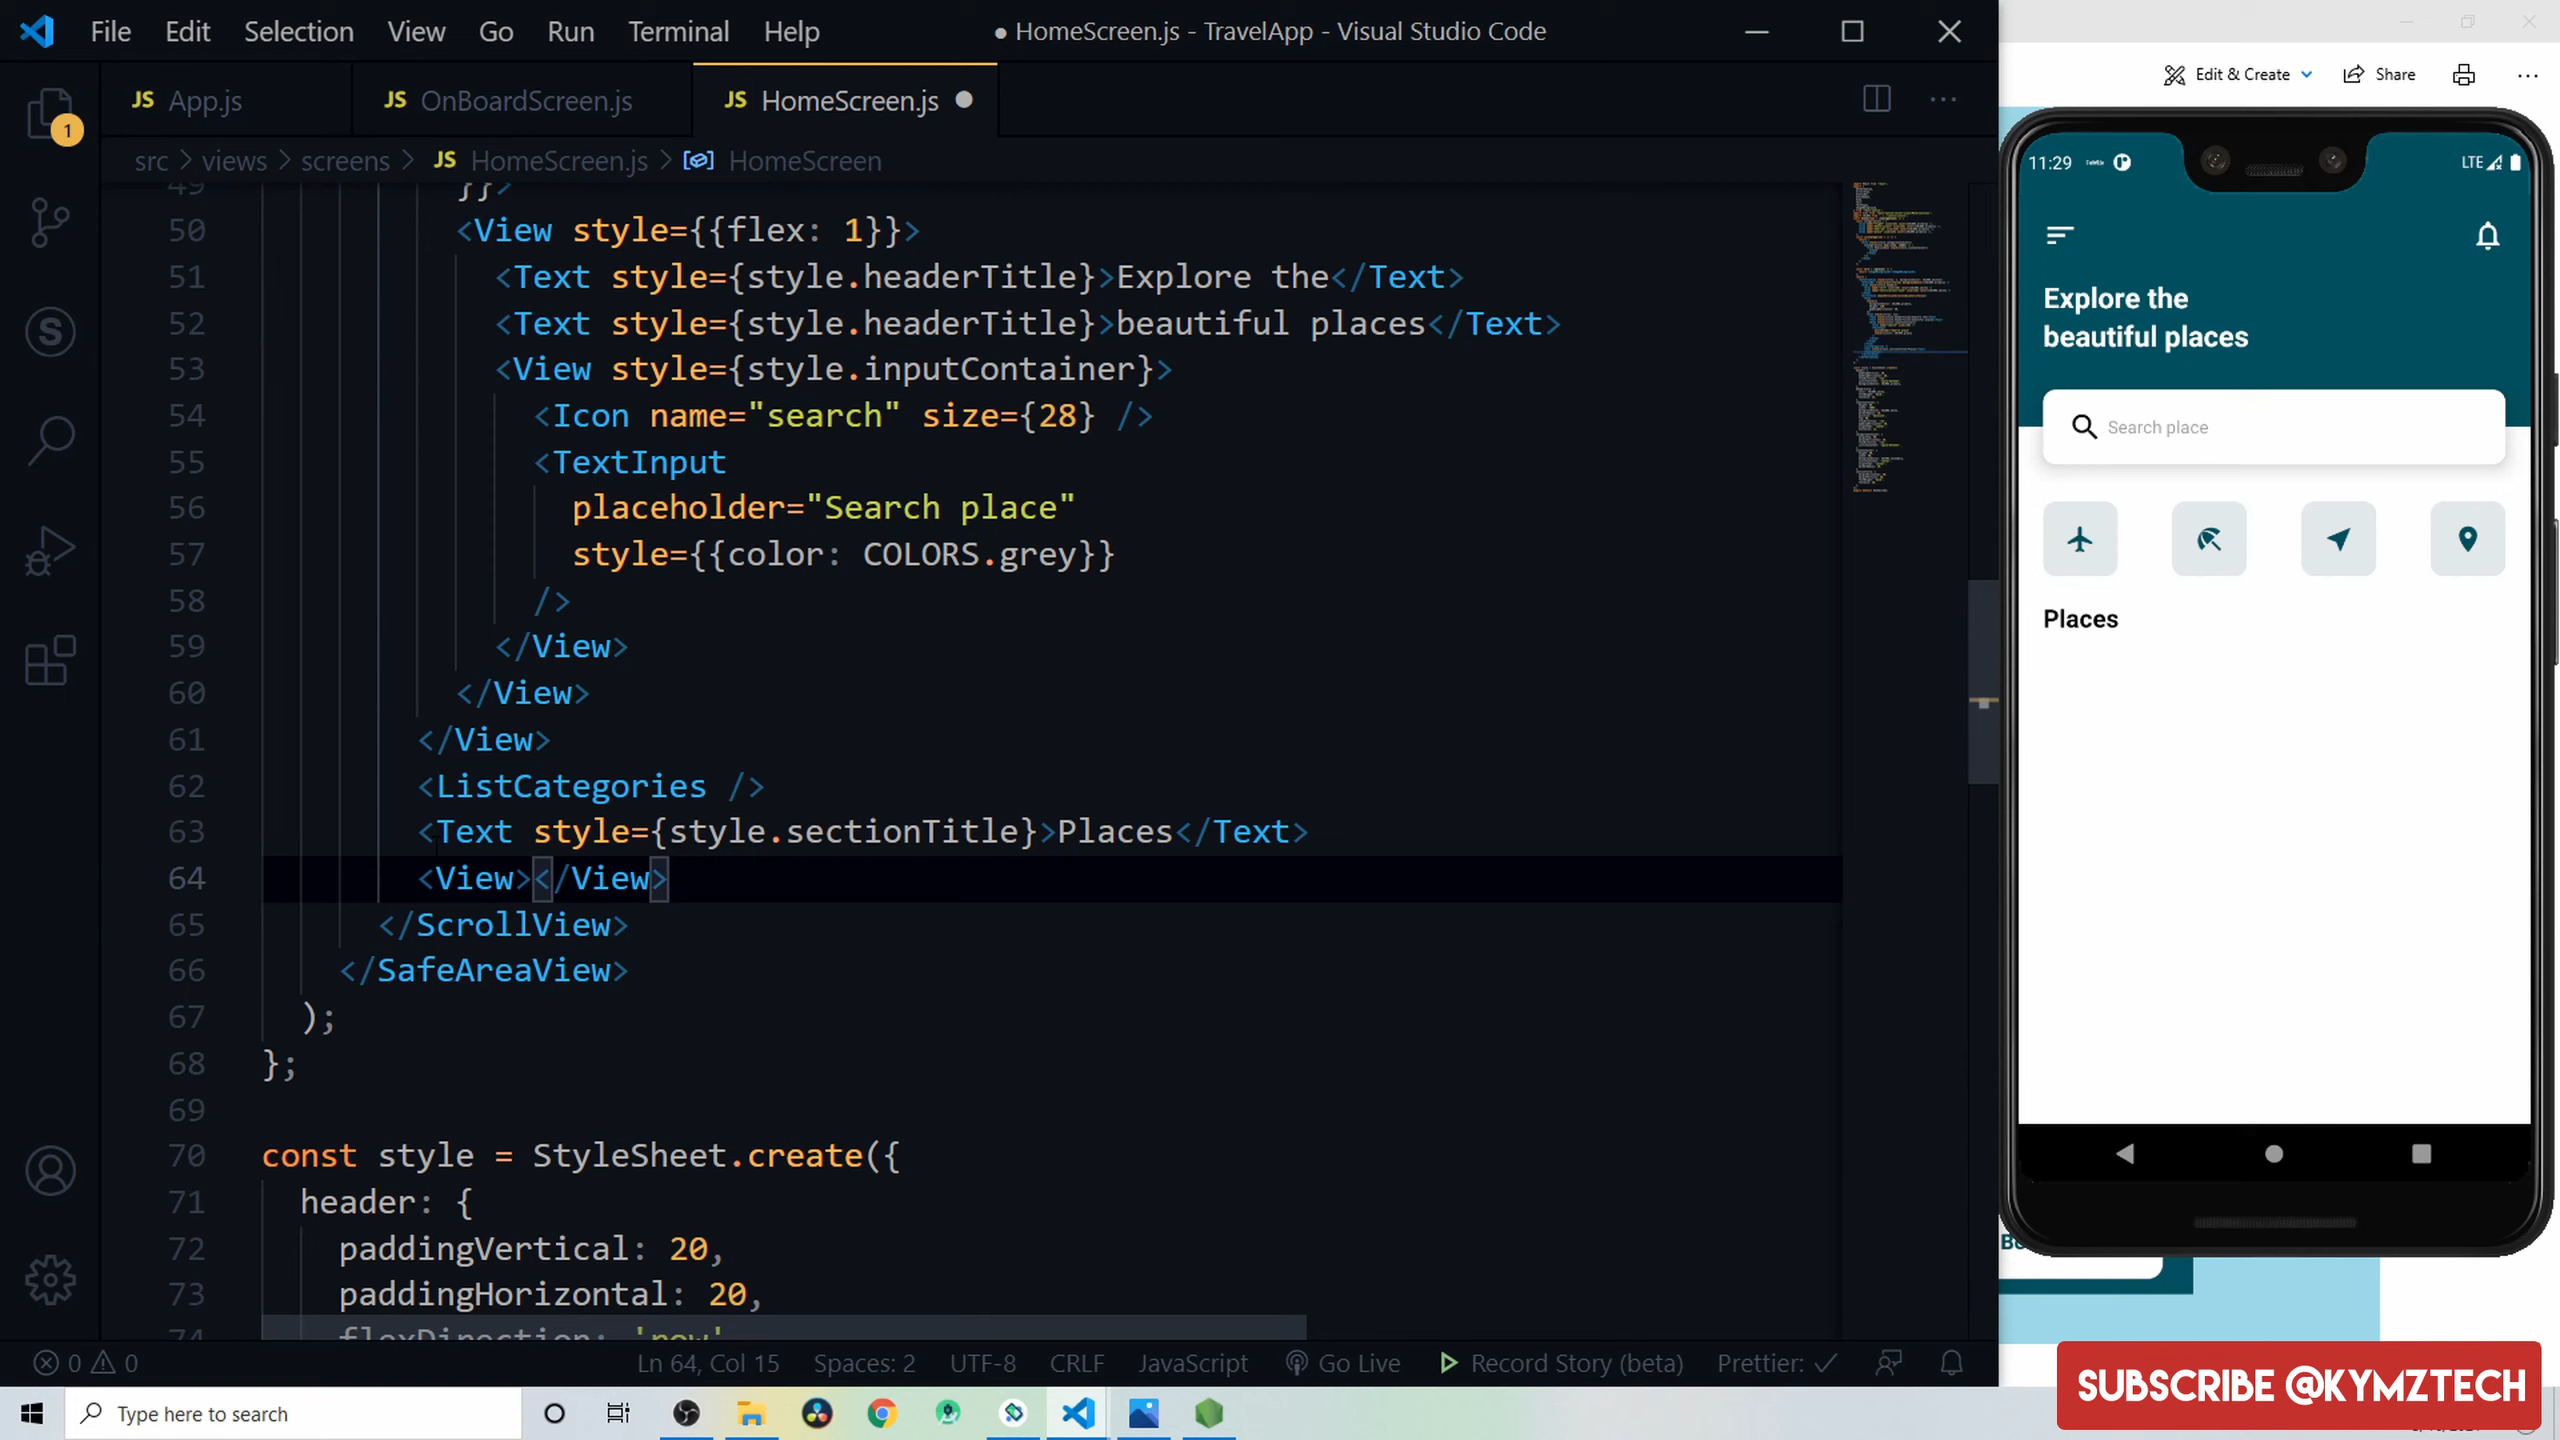 File Edit Selection View Go Run Terminal Help
● HomeScreen.js - TravelApp - Visual Studio Code
JS App.js
JS OnBoardScreen.js
JS HomeScreen.js
1
src > views > screens > JS HomeScreen.js > HomeScreen
49 }}>
50 <View style={{flex: 1}}>
51 <Text style={style.headerTitle}>Explore the</Text>
52 <Text style={style.headerTitle}>beautiful places</Text>
53 <View style={style.inputContainer}>
54 <Icon name="search" size={28} />
55 <TextInput
56 placeholder="Search place"
57 style={{color: COLORS.grey}}
58 />
59 </View>
60 </View>
61 </View>
62 <ListCategories />
63 <Text style={style.sectionTitle}>Places</Text>
64 <View></View>
65 </ScrollView>
66 </SafeAreaView>
67 );
68 };
69
70 const style = StyleSheet.create({
71 header: {
72 paddingVertical: 20,
73 paddingHorizontal: 20,
74 flexDirection: 'row'
0 0
Ln 64, Col 15 Spaces: 2 UTF-8 CRLF JavaScript Go Live Record Story (beta) Prettier: ✓
Type here to search
Edit & Create
Share
11:29
LTE
Explore the
beautiful places
Search place
Places
SUBSCRIBE @KYMZTECH